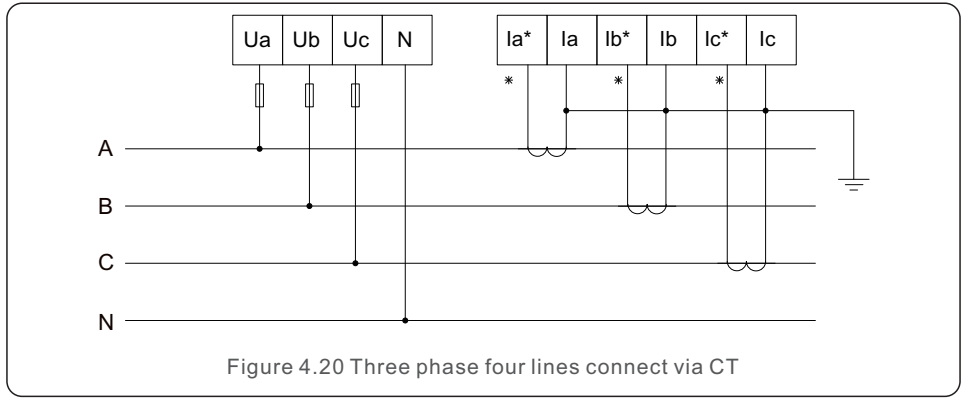 Ua Ub Uc N Ia* Ia Ib* Ib Ic* Ic
* * *
A
B
C
N
Figure 4.20 Three phase four lines connect via CT